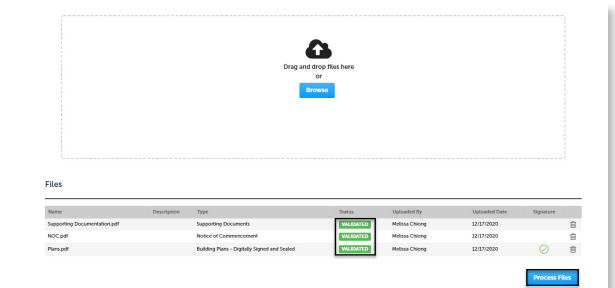 Drag and drop files here
or
Browse
Files
Name Description Type Status Uploaded By Uploaded Date Signature
Supporting Documentation.pdf Supporting Documents VALIDATED Melissa Chiong 12/17/2020
NOC.pdf Notice of Commencement VALIDATED Melissa Chiong 12/17/2020
Plans.pdf Building Plans - Digitally Signed and Sealed VALIDATED Melissa Chiong 12/17/2020
Process Files